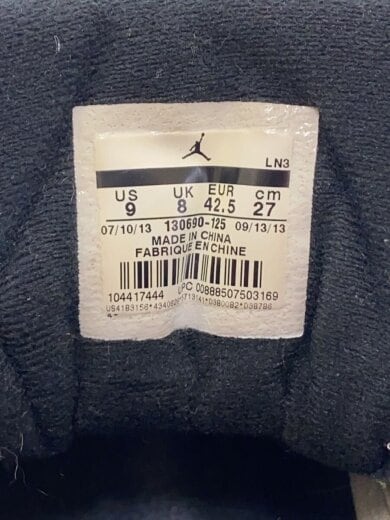 LN3
US UK EUR cm
9 8 42.5 27
07/10/13 130690-125 09/13/13
MADE IN CHINA
FABRIQUE EN CHINE
104417444 UPC 00888507503169